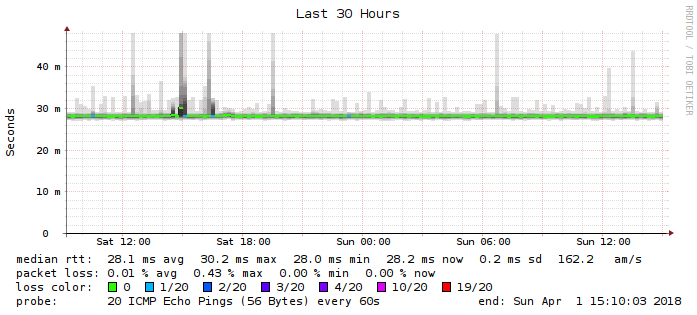 Last 30 Hours
RRDTOOL / TOBI OETIKER
Seconds
40 m
30 m
20 m
10 m
0
Sat 12:00 Sat 18:00 Sun 00:00 Sun 06:00 Sun 12:00
median rtt: 28.1 ms avg 30.2 ms max 28.0 ms min 28.2 ms now 0.2 ms sd 162.2 am/s
packet loss: 0.01 % avg 0.43 % max 0.00 % min 0.00 % now
loss color: 0 1/20 2/20 3/20 4/20 10/20 19/20
probe: 20 ICMP Echo Pings (56 Bytes) every 60s end: Sun Apr 1 15:10:03 2018